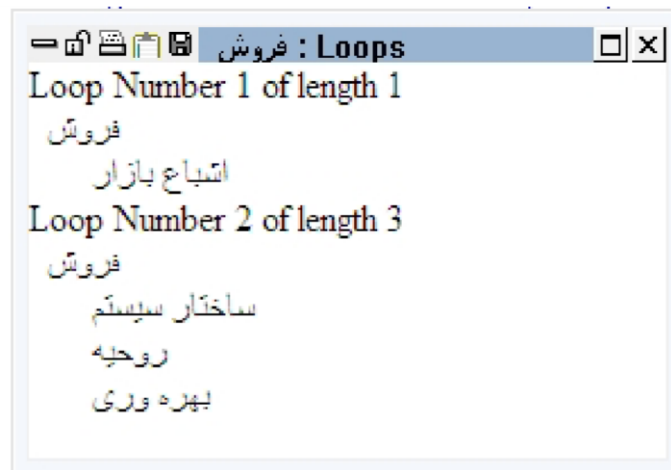 Loops : فروش
Loop Number 1 of length 1
فروش
اشباع بازار
Loop Number 2 of length 3
فروش
ساختار سیستم
روحیه
بهره وری